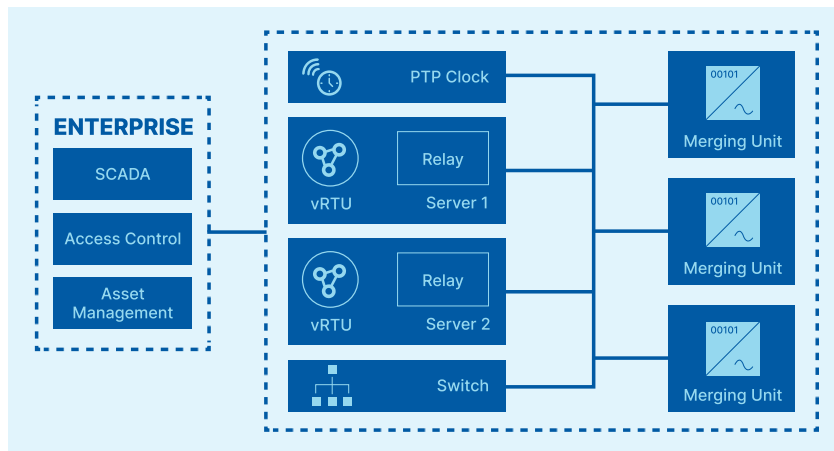 ENTERPRISE
SCADA
Access Control
Asset
Management
PTP Clock
Relay
vRTU
Server 1
Relay
vRTU
Server 2
Switch
00101
Merging Unit
00101
Merging Unit
00101
Merging Unit